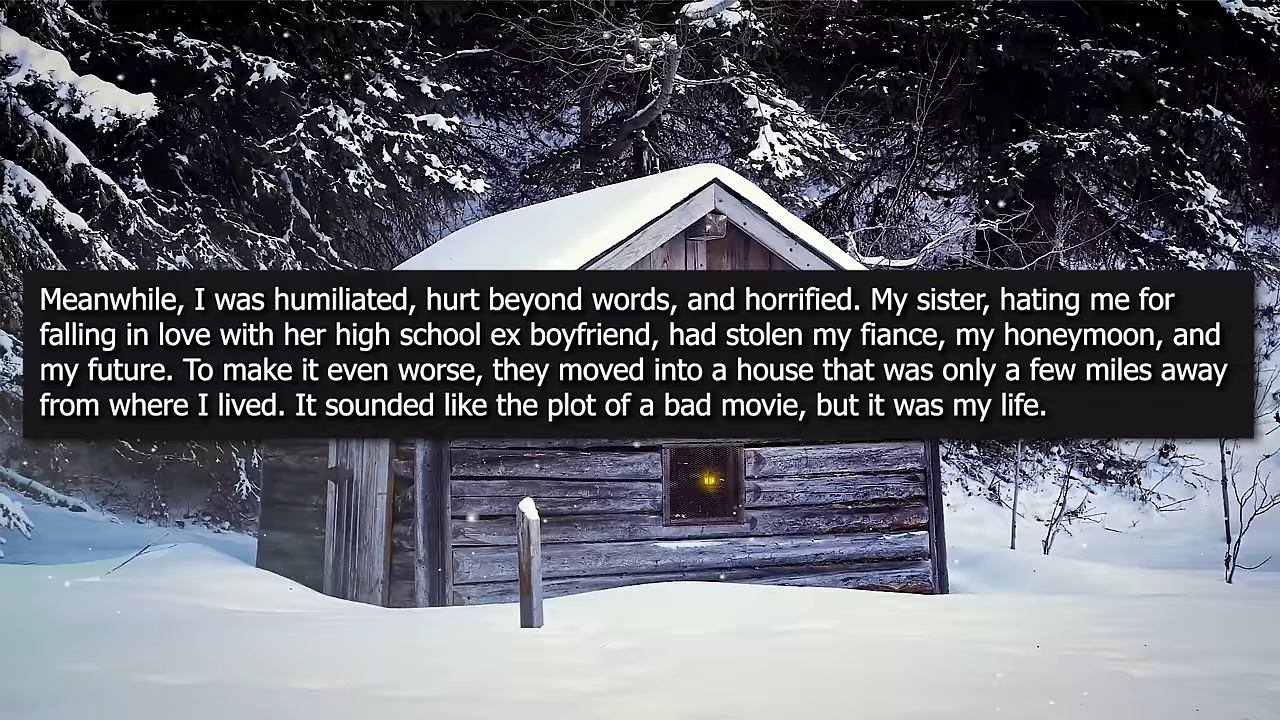 Meanwhile, I was humiliated, hurt beyond words, and horrified. My sister, hating me for
falling in love with her high school ex boyfriend, had stolen my fiance, my honeymoon, and
my future. To make it even worse, they moved into a house that was only a few miles away
from where I lived. It sounded like the plot of a bad movie, but it was my life.